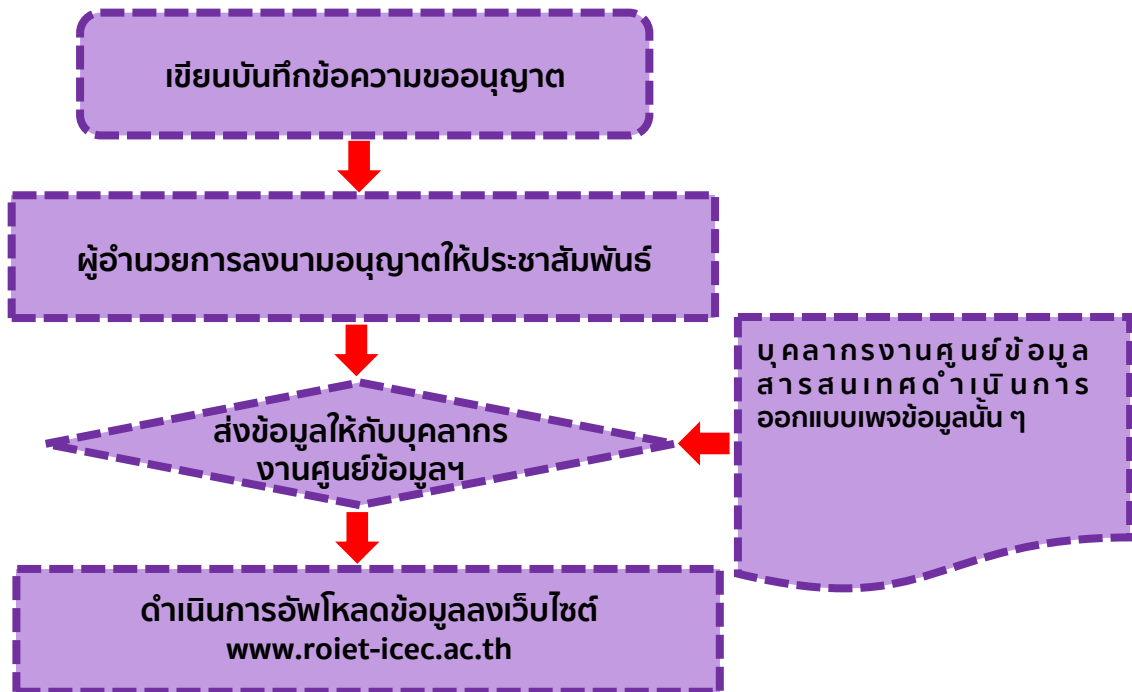 เขียนบันทึกข้อความขออนุญาต
ผู้อำนวยการลงนามอนุญาตให้ประชาสัมพันธ์
ส่งข้อมูลให้กับบุคลากร
งานศูนย์ข้อมูลฯ
บุคลากรงานศูนย์ข้อมูล
สารสนเทศดำเนินการ
ออกแบบเพจข้อมูลนั้น ๆ
ดำเนินการอัพโหลดข้อมูลลงเว็บไซต์
www.roiet-icec.ac.th